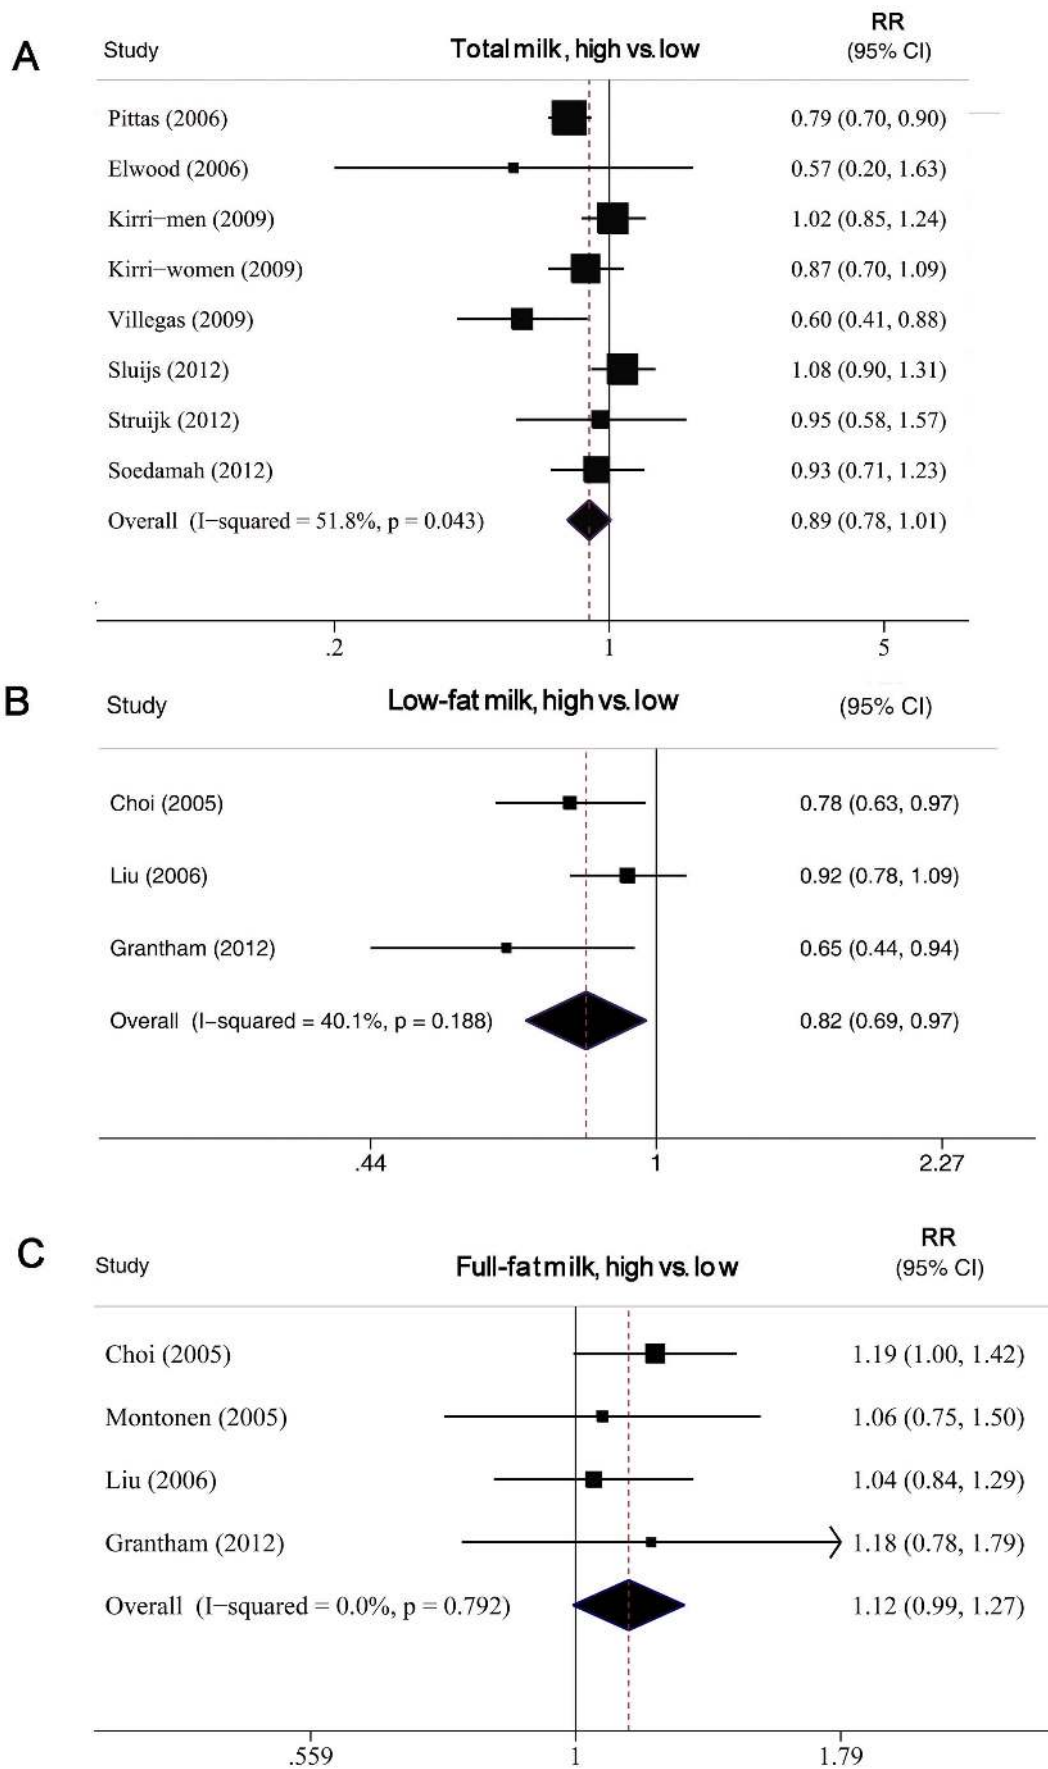 A
Study Total milk, high vs. low RR
(95% CI)
Pittas (2006) 0.79 (0.70, 0.90)
Elwood (2006) 0.57 (0.20, 1.63)
Kirri−men (2009) 1.02 (0.85, 1.24)
Kirri−women (2009) 0.87 (0.70, 1.09)
Villegas (2009) 0.60 (0.41, 0.88)
Sluijs (2012) 1.08 (0.90, 1.31)
Struijk (2012) 0.95 (0.58, 1.57)
Soedamah (2012) 0.93 (0.71, 1.23)
Overall (I−squared = 51.8%, p = 0.043) 0.89 (0.78, 1.01)
.2 1 5
B
Study Low-fat milk, high vs. low (95% CI)
Choi (2005) 0.78 (0.63, 0.97)
Liu (2006) 0.92 (0.78, 1.09)
Grantham (2012) 0.65 (0.44, 0.94)
Overall (I−squared = 40.1%, p = 0.188) 0.82 (0.69, 0.97)
.44 1 2.27
C
Study Full-fat milk, high vs. low RR
(95% CI)
Choi (2005) 1.19 (1.00, 1.42)
Montonen (2005) 1.06 (0.75, 1.50)
Liu (2006) 1.04 (0.84, 1.29)
Grantham (2012) 1.18 (0.78, 1.79)
Overall (I−squared = 0.0%, p = 0.792) 1.12 (0.99, 1.27)
.559 1 1.79